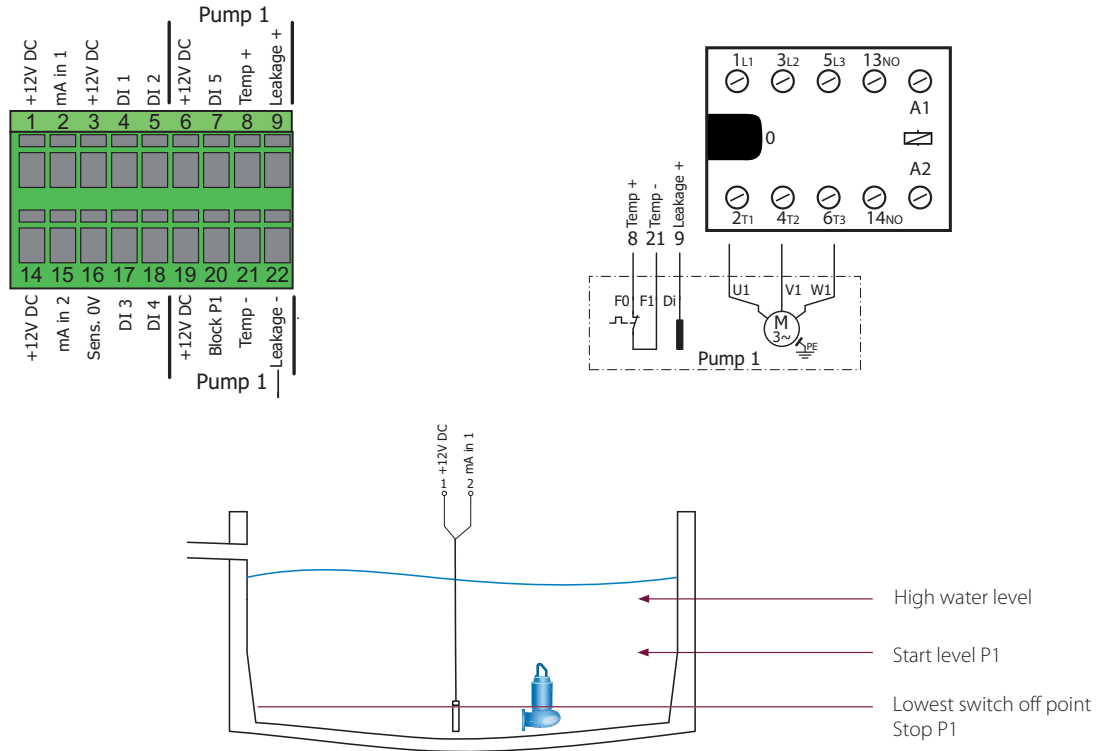 Pump 1
+12V DC
mA in 1
+12V DC
DI 1
DI 2
+12V DC
DI 5
Temp +
Leakage +
1 2 3 4 5 6 7 8 9
14 15 16 17 18 19 20 21 22
+12V DC
mA in 2
Sens. 0V
DI 3
DI 4
+12V DC
Block P1
Temp -
Leakage -
Pump 1
1L1 3L2 5L3 13NO
A1
0
A2
2T1 4T2 6T3 14NO
8 Temp +
21 Temp -
9 Leakage +
U1 V1 W1
F0 F1 Di
M
3~
PE
Pump 1
1 +12V DC
2 mA in 1
High water level
Start level P1
Lowest switch off point
Stop P1